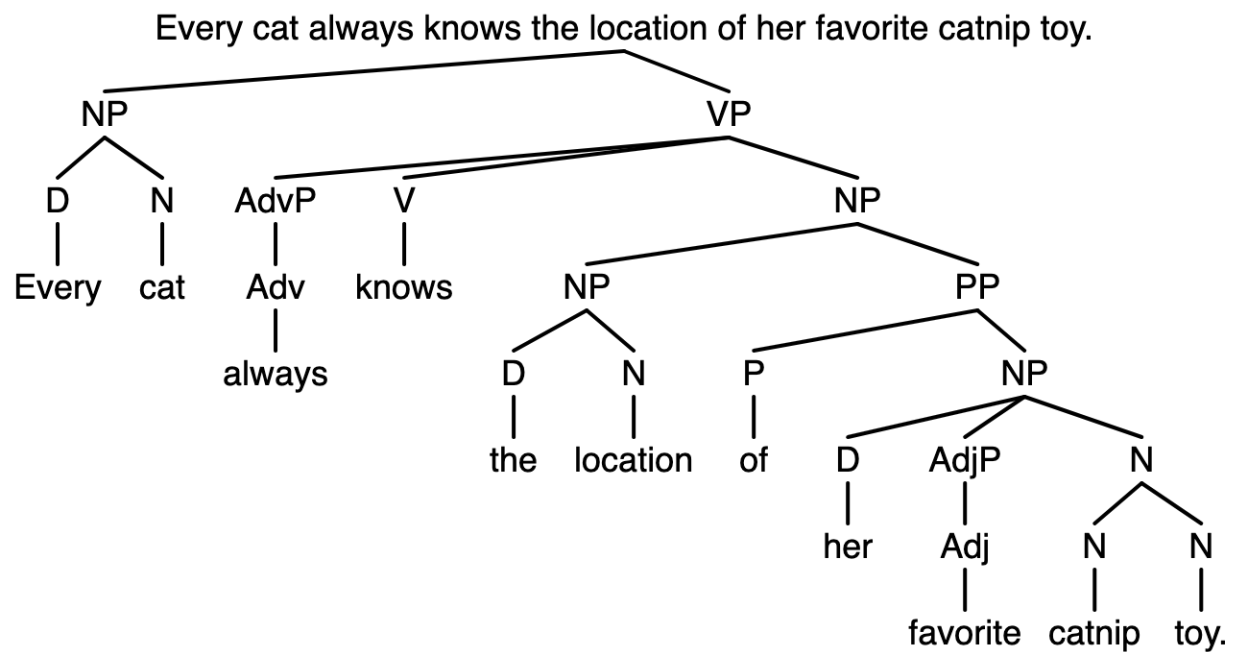 Every cat always knows the location of her favorite catnip toy.
NP VP
D N AdvP V NP
Every cat Adv knows NP PP
always D N P NP
the location of D AdjP N
her Adj N N
favorite catnip toy.